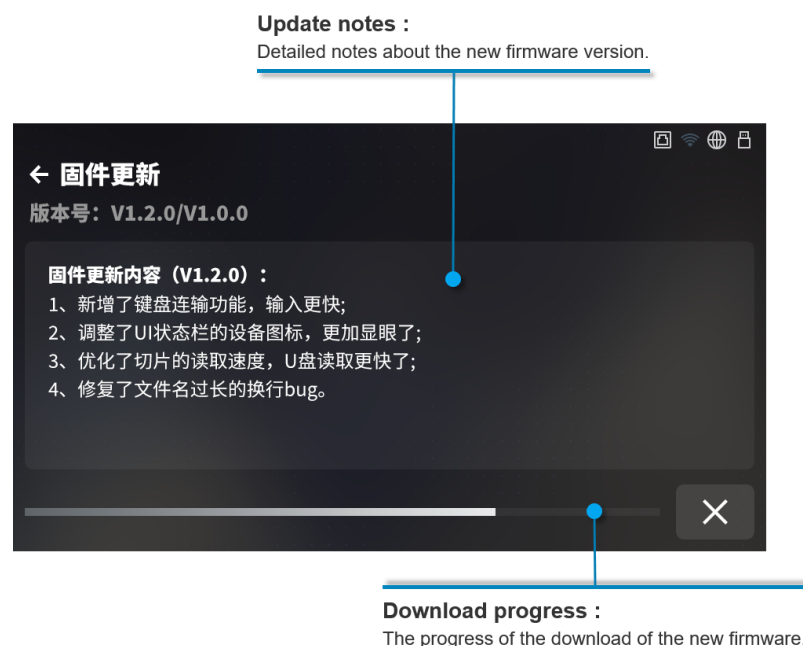 Update notes :
Detailed notes about the new firmware version.
固件更新
版本号：V1.2.0/V1.0.0
固件更新内容（V1.2.0）:
1、新增了键盘连输功能，输入更快;
2、调整了UI状态栏的设备图标，更加显眼了;
3、优化了切片的读取速度，U盘读取更快了;
4、修复了文件名过长的换行bug。
Download progress :
The progress of the download of the new firmware.